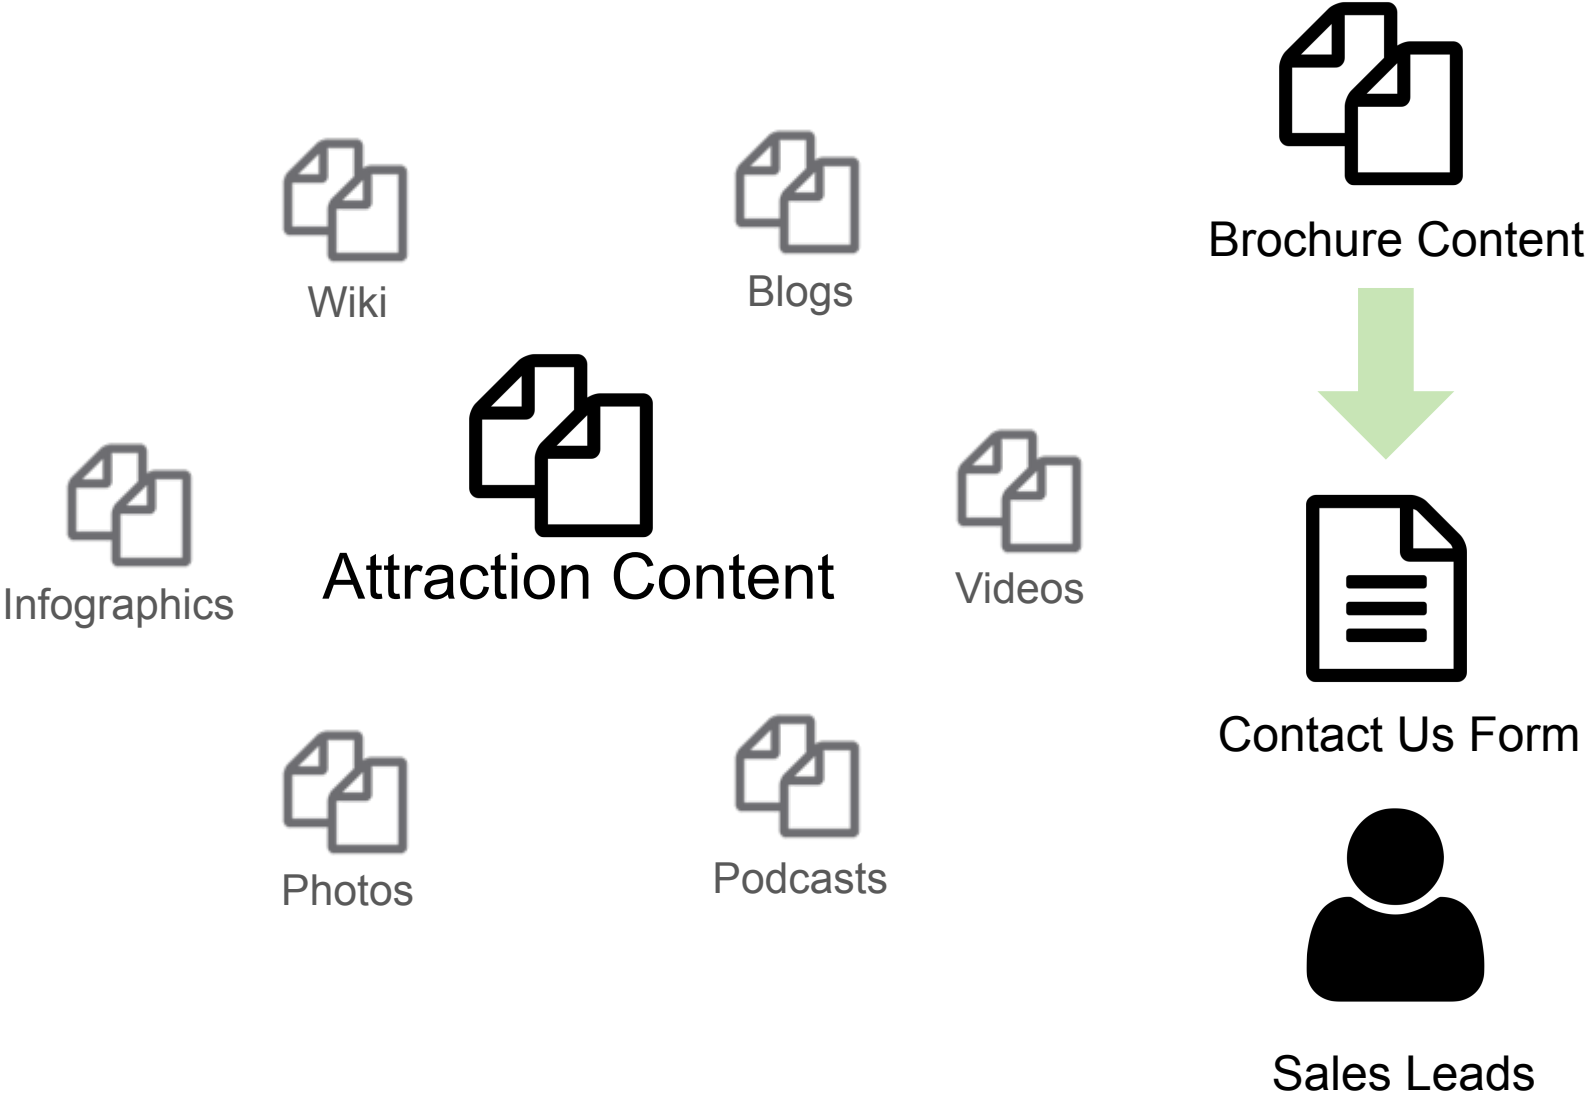 Wiki
Blogs
Attraction Content
Infographics
Videos
Photos
Podcasts
Brochure Content
Contact Us Form
Sales Leads